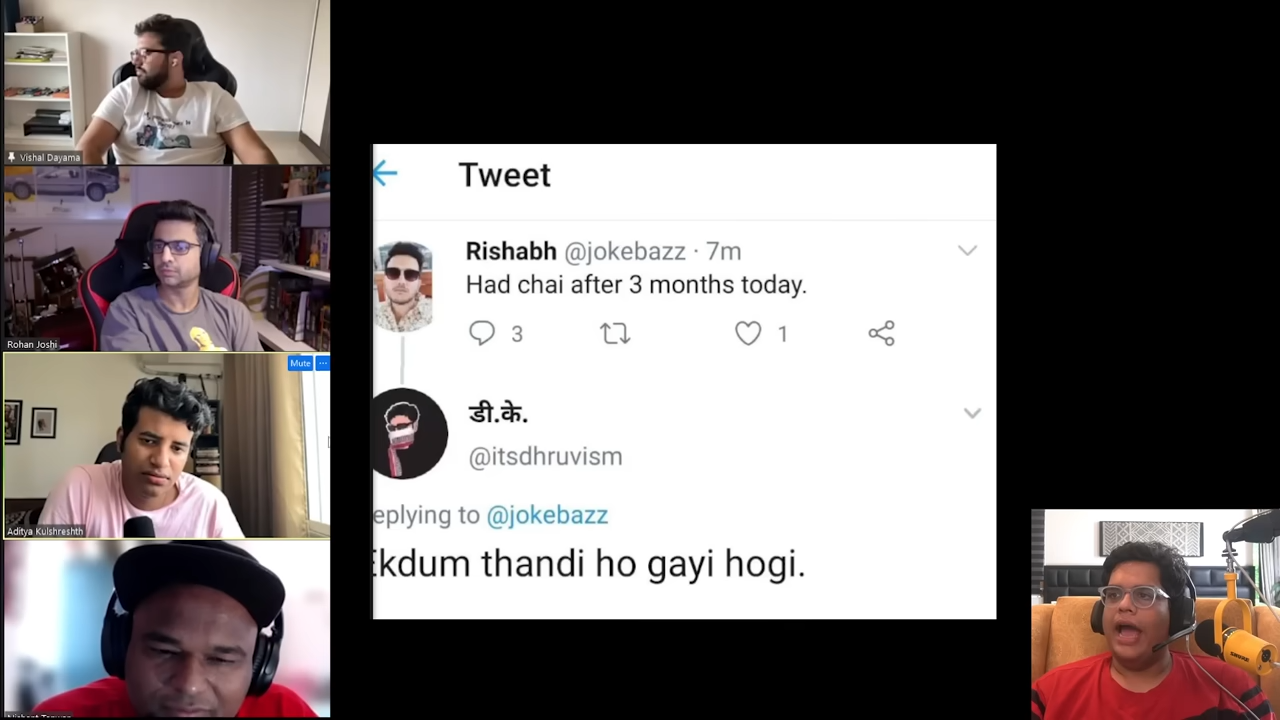 Vishal Dayama
Rohan Joshi
Mute
Aditya Kulshreshth
Tweet
Rishabh @jokebazz · 7m
Had chai after 3 months today.
3
1
डी.के.
@itsdhruvism
eplying to @jokebazz
Ekdum thandi ho gayi hogi.